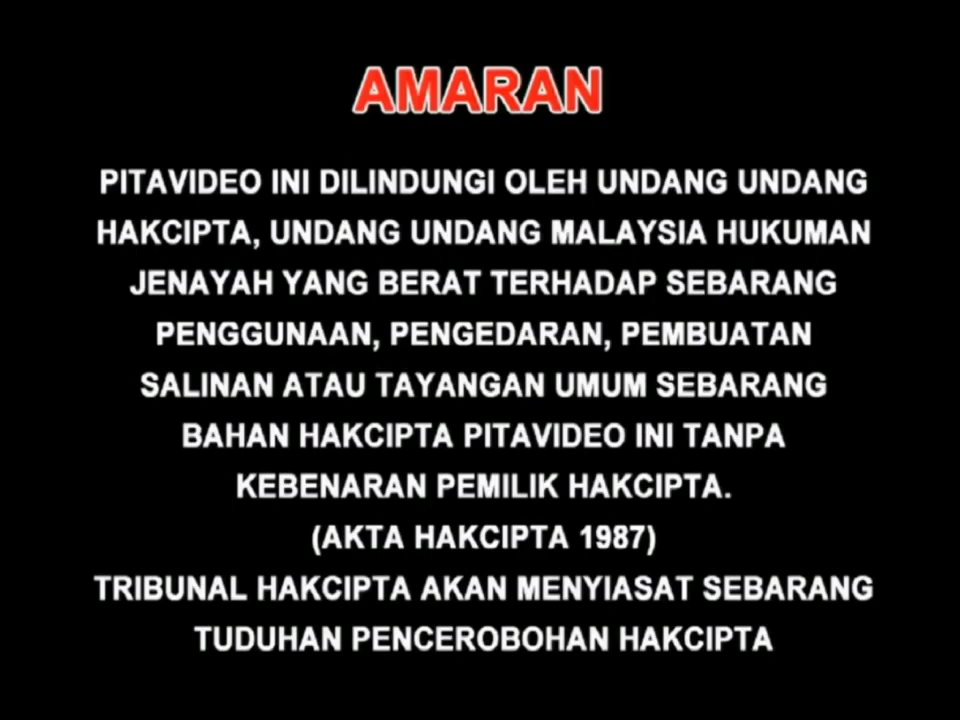 AMARAN
PITAVIDEO INI DILINDUNGI OLEH UNDANG UNDANG
HAKCIPTA, UNDANG UNDANG MALAYSIA HUKUMAN
JENAYAH YANG BERAT TERHADAP SEBARANG
PENGGUNAAN, PENGEDARAN, PEMBUATAN
SALINAN ATAU TAYANGAN UMUM SEBARANG
BAHAN HAKCIPTA PITAVIDEO INI TANPA
KEBENARAN PEMILIK HAKCIPTA.
(AKTA HAKCIPTA 1987)
TRIBUNAL HAKCIPTA AKAN MENYIASAT SEBARANG
TUDUHAN PENCEROBOHAN HAKCIPTA